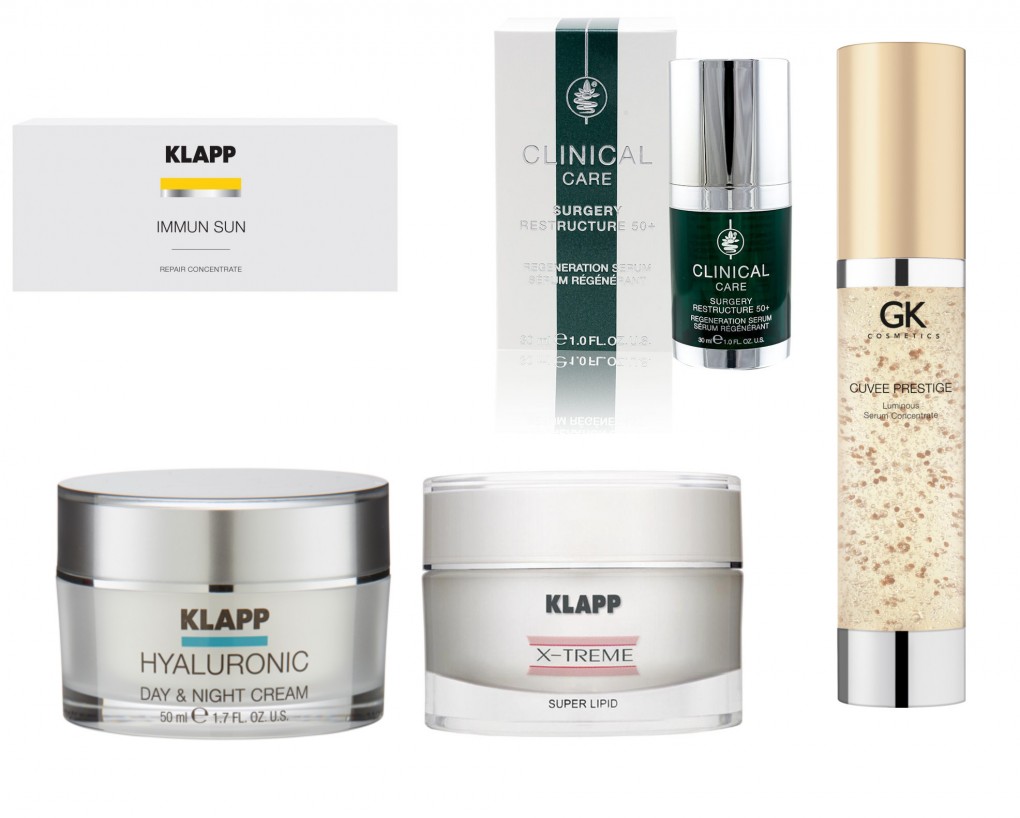 KLAPP
IMMUN SUN
REPAIR CONCENTRATE
CLINICAL
CARE
SURGERY
RESTRUCTURE 50+
REGENERATION SERUM
SÉRUM RÉGÉNÉRANT
30 ml ℮ 1.0 FL. OZ. U.S.
CLINICAL
CARE
SURGERY
RESTRUCTURE 50+
REGENERATION SERUM
SÉRUM RÉGÉNÉRANT
30 ml ℮ 1.0 FL. OZ. U.S.
GK
COSMETICS
CUVEE PRESTIGE
Luminous
Serum Concentrate
KLAPP
HYALURONIC
DAY & NIGHT CREAM
50 ml ℮ 1.7 FL. OZ. U.S.
KLAPP
X-TREME
SUPER LIPID